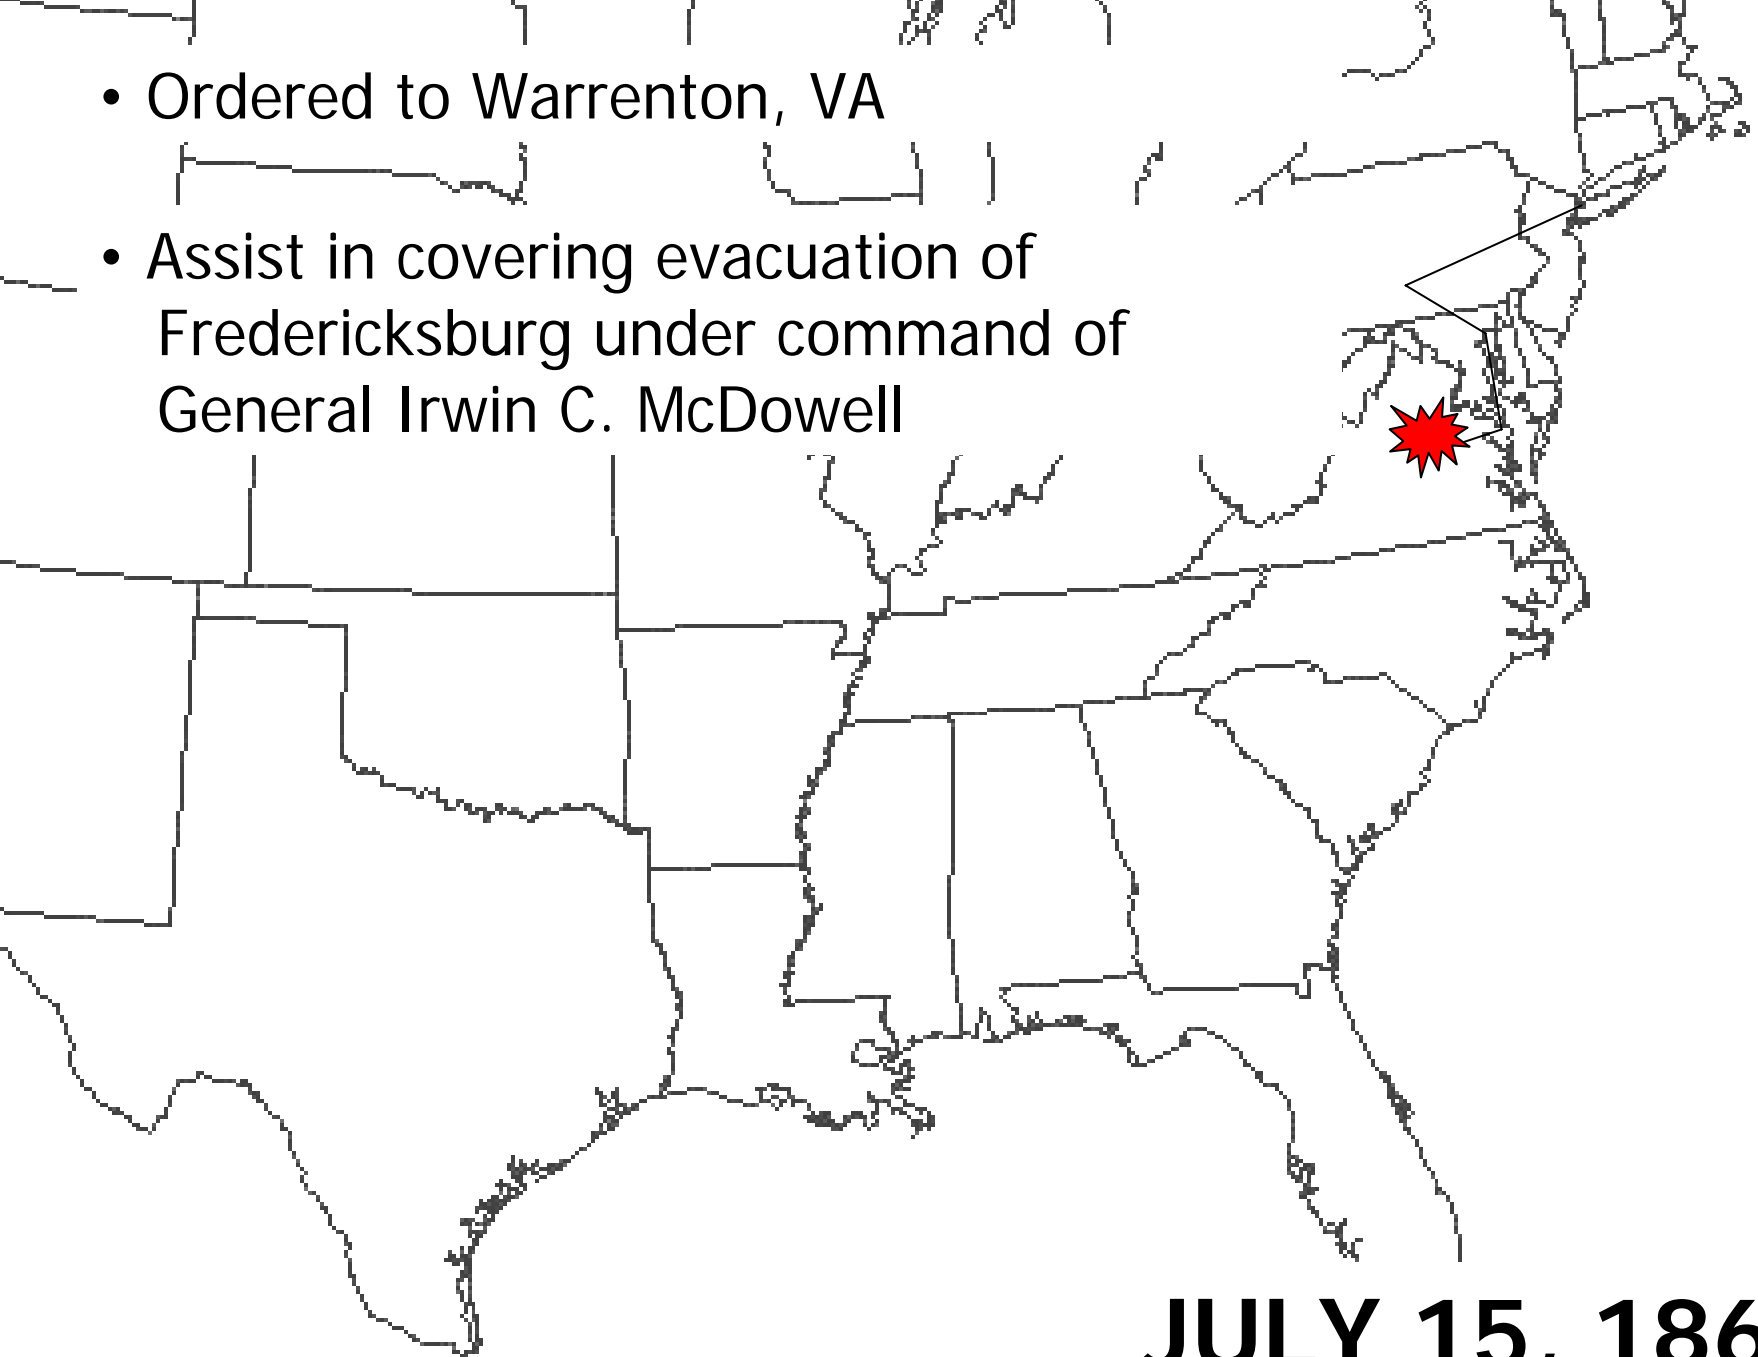 • Ordered to Warrenton, VA
• Assist in covering evacuation of
Fredericksburg under command of
General Irwin C. McDowell
JULY 15, 186